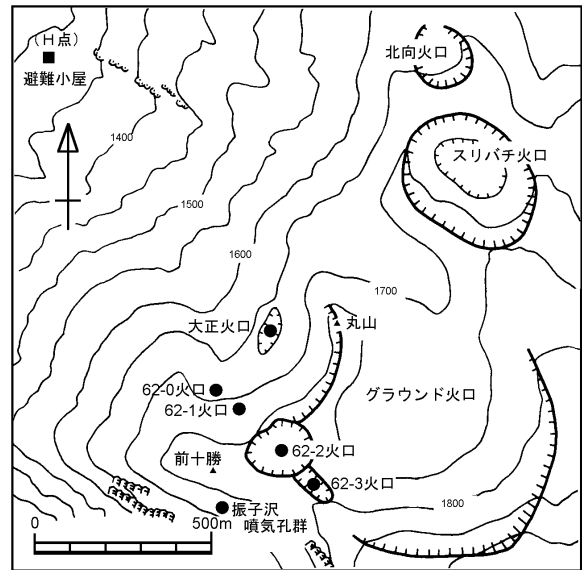 (H点)
避難小屋
北向火口
スリバチ火口
1400
1500
1600
1700
大正火口
丸山
62-0火口
62-1火口
グラウンド火口
前十勝
62-2火口
62-3火口
振子沢
噴気孔群
1800
0
500m